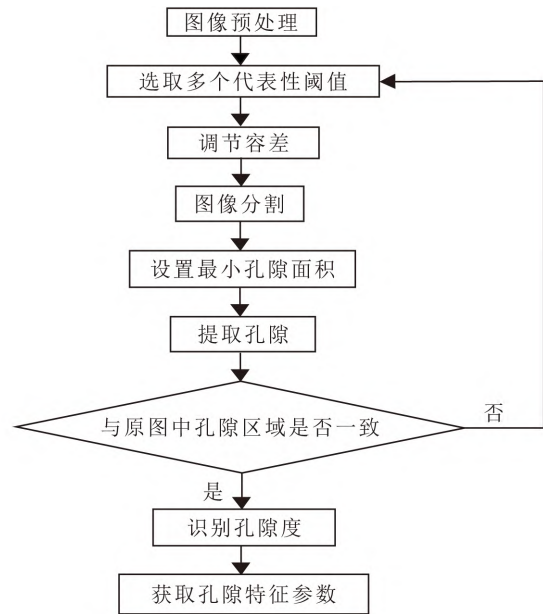 图像预处理
选取多个代表性阈值
调节容差
图像分割
设置最小孔隙面积
提取孔隙
与原图中孔隙区域是否一致
否
是
识别孔隙度
获取孔隙特征参数